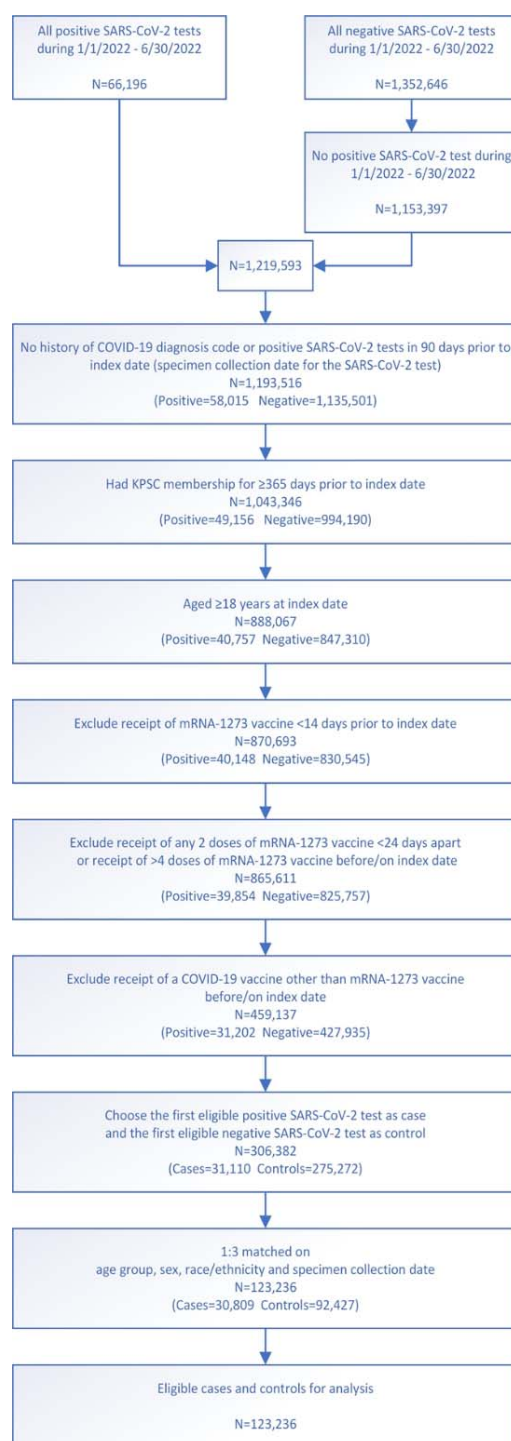 All positive SARS-CoV-2 tests
during 1/1/2022 - 6/30/2022
N=66,196
All negative SARS-CoV-2 tests
during 1/1/2022 - 6/30/2022
N=1,352,646
No positive SARS-CoV-2 test during
1/1/2022 - 6/30/2022
N=1,153,397
N=1,219,593
No history of COVID-19 diagnosis code or positive SARS-CoV-2 tests in 90 days prior to
index date (specimen collection date for the SARS-CoV-2 test)
N=1,193,516
(Positive=58,015 Negative=1,135,501)
Had KPSC membership for ≥365 days prior to index date
N=1,043,346
(Positive=49,156 Negative=994,190)
Aged ≥18 years at index date
N=888,067
(Positive=40,757 Negative=847,310)
Exclude receipt of mRNA-1273 vaccine <14 days prior to index date
N=870,693
(Positive=40,148 Negative=830,545)
Exclude receipt of any 2 doses of mRNA-1273 vaccine <24 days apart
or receipt of >4 doses of mRNA-1273 vaccine before/on index date
N=865,611
(Positive=39,854 Negative=825,757)
Exclude receipt of a COVID-19 vaccine other than mRNA-1273 vaccine
before/on index date
N=459,137
(Positive=31,202 Negative=427,935)
Choose the first eligible positive SARS-CoV-2 test as case
and the first eligible negative SARS-CoV-2 test as control
N=306,382
(Cases=31,110 Controls=275,272)
1:3 matched on
age group, sex, race/ethnicity and specimen collection date
N=123,236
(Cases=30,809 Controls=92,427)
Eligible cases and controls for analysis
N=123,236